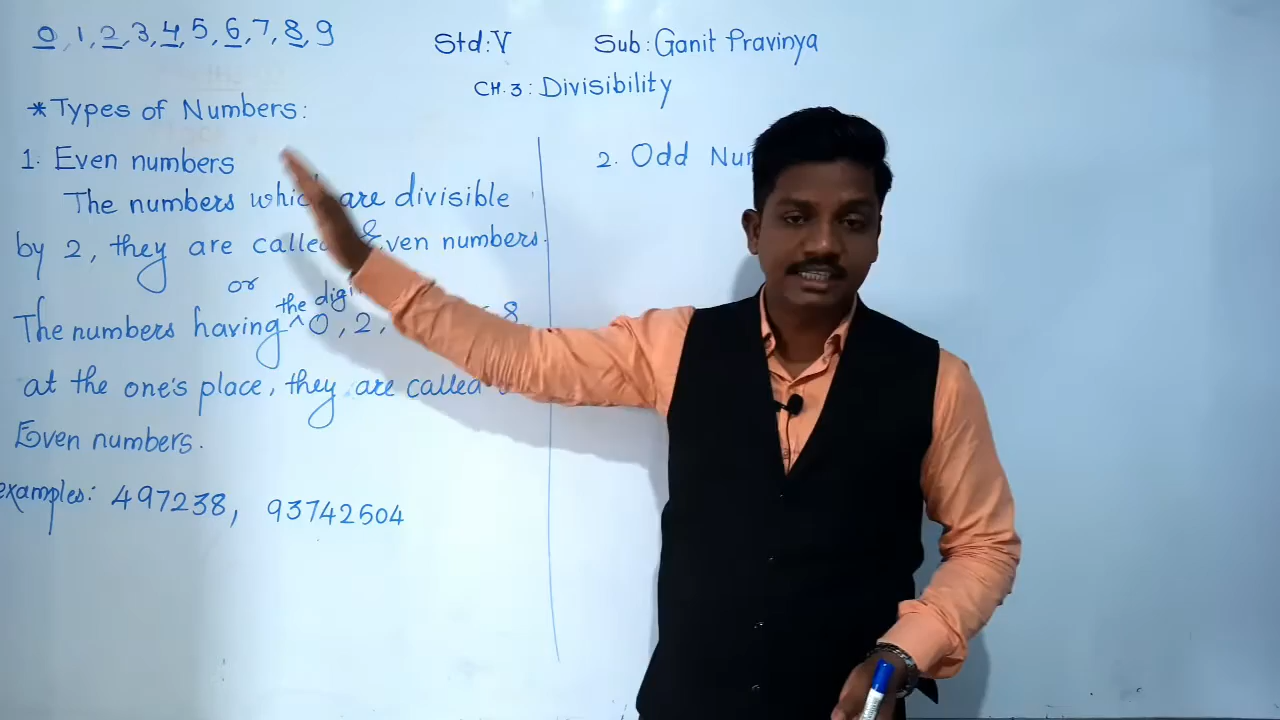 0, 1, 2, 3, 4, 5, 6, 7, 8, 9
Std: V
Sub: Ganit Pravinya
CH. 3: Divisibility
* Types of Numbers:
1. Even numbers
The numbers which are divisible
by 2, they are called Even numbers.
or
the digi
The numbers having ^ 0, 2, 8
at the one's place, they are called
Even numbers.
examples: 497238, 93742504
2. Odd Nu